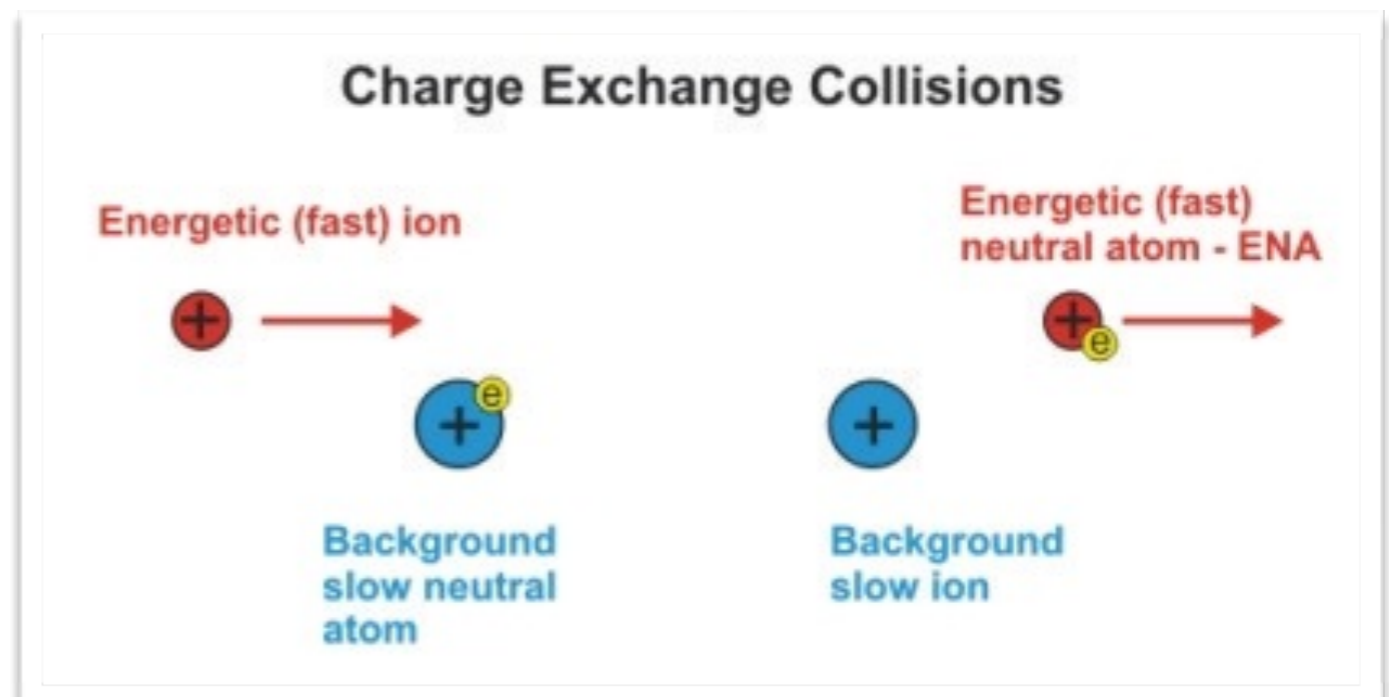 Charge Exchange Collisions
Energetic (fast) ion
Energetic (fast)
neutral atom - ENA
+
+
e
e
+
+
Background
slow neutral
atom
Background
slow ion